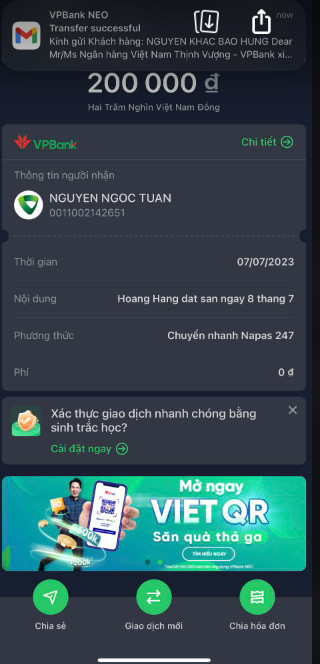 VPBank NEO
now
Transfer successful
Kính gửi Khách hàng: NGUYEN KHAC BAO HUNG Dear
Mr/Ms Ngân hàng Việt Nam Thịnh Vượng - VPBank xi...
200 000 đ
Hai Trăm Nghìn Việt Nam Đồng
VPBank
Chi tiết
Thông tin người nhận
NGUYEN NGOC TUAN
0011002142651
Thời gian
07/07/2023
Nội dung
Hoang Hang dat san ngay 8 thang 7
Phương thức
Chuyển nhanh Napas 247
Phí
0 đ
Xác thực giao dịch nhanh chóng bằng
sinh trắc học?
Cài đặt ngay
Mở ngay
VIET QR
Săn quà thả ga
TÌM HIỂU NGAY
Chia sẻ
Giao dịch mới
Chia hóa đơn